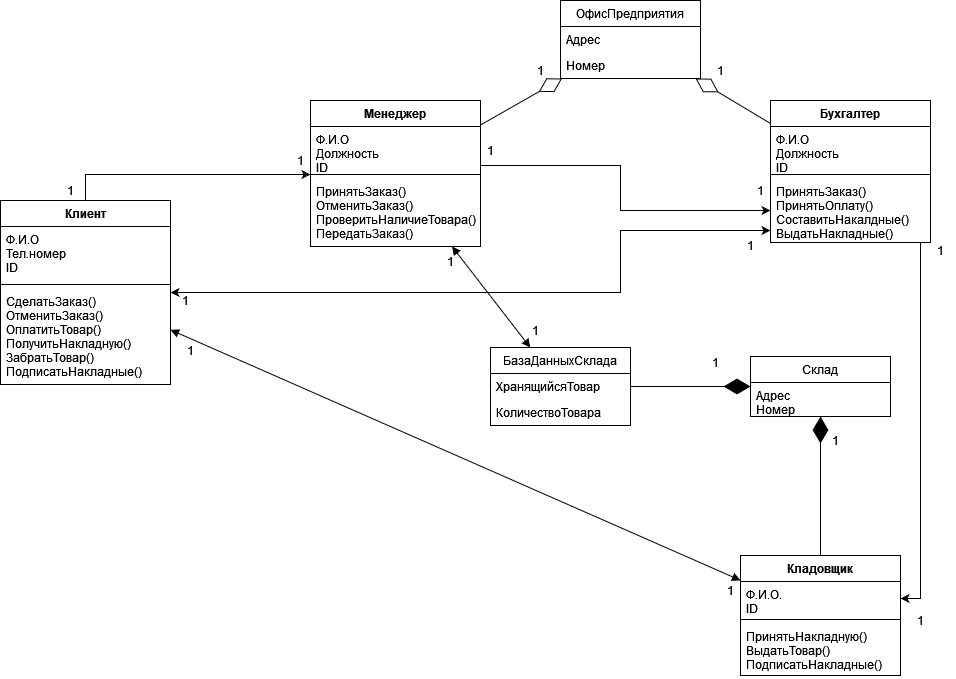 ОфисПредприятия
Адрес
Номер
1
1
Менеджер
Ф.И.О
Должность
ID
ПринятьЗаказ()
ОтменитьЗаказ()
ПроверитьНаличиеТовара()
ПередатьЗаказ()
Бухгалтер
Ф.И.О
Должность
ID
ПринятьЗаказ()
ПринятьОплату()
СоставитьНакалдные()
ВыдатьНакладные()
1
1
1
1
1
1
1
Клиент
Ф.И.О
Тел.номер
ID
СделатьЗаказ()
ОтменитьЗаказ()
ОплатитьТовар()
ПолучитьНакладную()
ЗабратьТовар()
ПодписатьНакладные()
1
1
1
БазаДанныхСклада
ХранящийсяТовар
КоличествоТовара
1
Склад
Адрес
Номер
1
Кладовщик
Ф.И.О.
ID
ПринятьНакладную()
ВыдатьТовар()
ПодписатьНакладные()
1
1